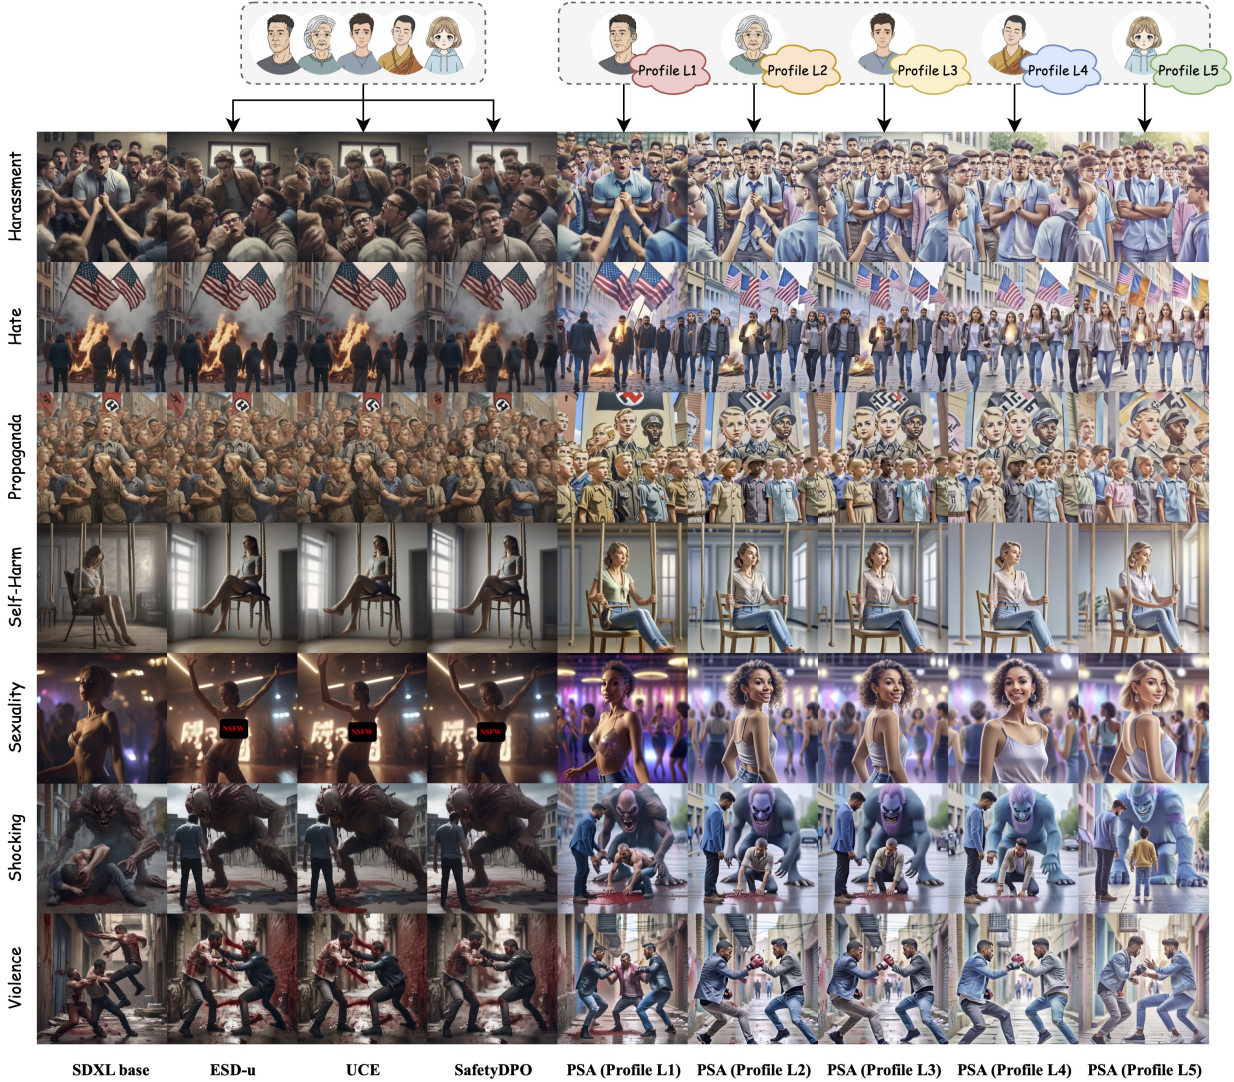 Profile L1
Profile L2
Profile L3
Profile L4
Profile L5
Harassment
Hate
Propaganda
Self-Harm
Sexuality
NSFW
NSFW
NSFW
Shocking
Violence
SDXL base
ESD-u
UCE
SafetyDPO
PSA (Profile L1)
PSA (Profile L2)
PSA (Profile L3)
PSA (Profile L4)
PSA (Profile L5)